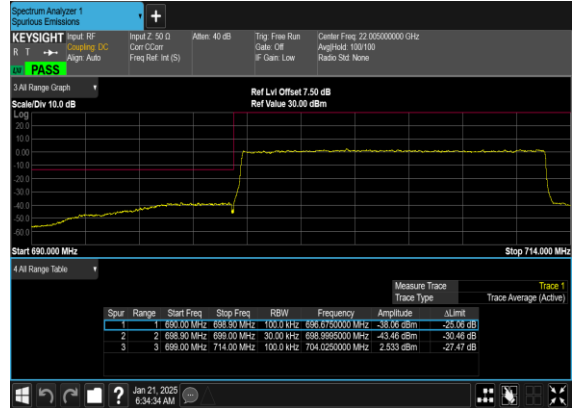 Spectrum Analyzer 1
Spurious Emissions
+
KEYSIGHT Input: RF Input Z: 50 Ω Atten: 40 dB Trig: Free Run Center Freq: 22.005000000 GHz
R T Coupling: DC Corr CCorr Gate: Off Avg|Hold: 100/100
Align: Auto Freq Ref: Int (S) IF Gain: Low Radio Std: None
PASS
3 All Range Graph
Ref Lvl Offset 7.50 dB
Scale/Div 10.0 dB Ref Value 30.00 dBm
Log
20.0
10.0
0.00
-10.0
-20.0
-30.0
-40.0
-50.0
-60.0
Start 690.000 MHz Stop 714.000 MHz
4 All Range Table
Measure Trace Trace 1
Trace Type Trace Average (Active)
Spur Range Start Freq Stop Freq RBW Frequency Amplitude ΔLimit
1 1 690.00 MHz 698.90 MHz 100.0 kHz 696.6750000 MHz -38.06 dBm -25.06 dB
2 2 698.90 MHz 699.00 MHz 30.00 kHz 698.9995000 MHz -43.46 dBm -30.46 dB
3 3 699.00 MHz 714.00 MHz 100.0 kHz 704.0250000 MHz 2.533 dBm -27.47 dB
? Jan 21, 2025
6:34:34 AM